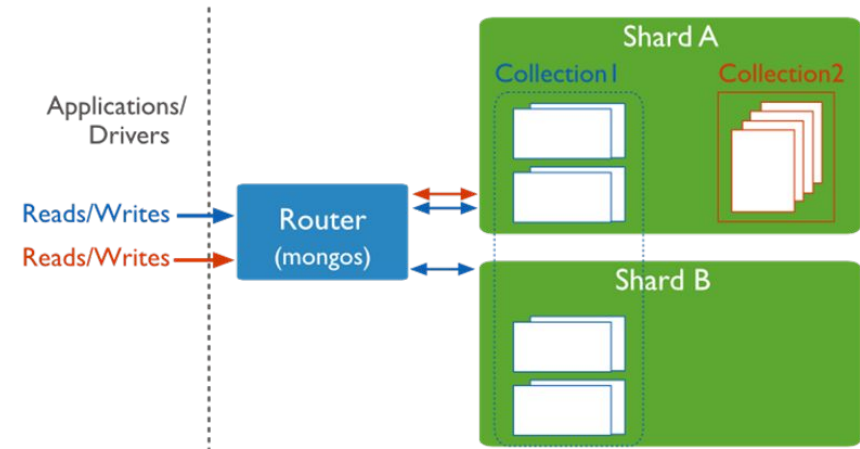 Shard A
Collection1
Collection2
Applications/
Drivers
Reads/Writes
Reads/Writes
Router
(mongos)
Shard B